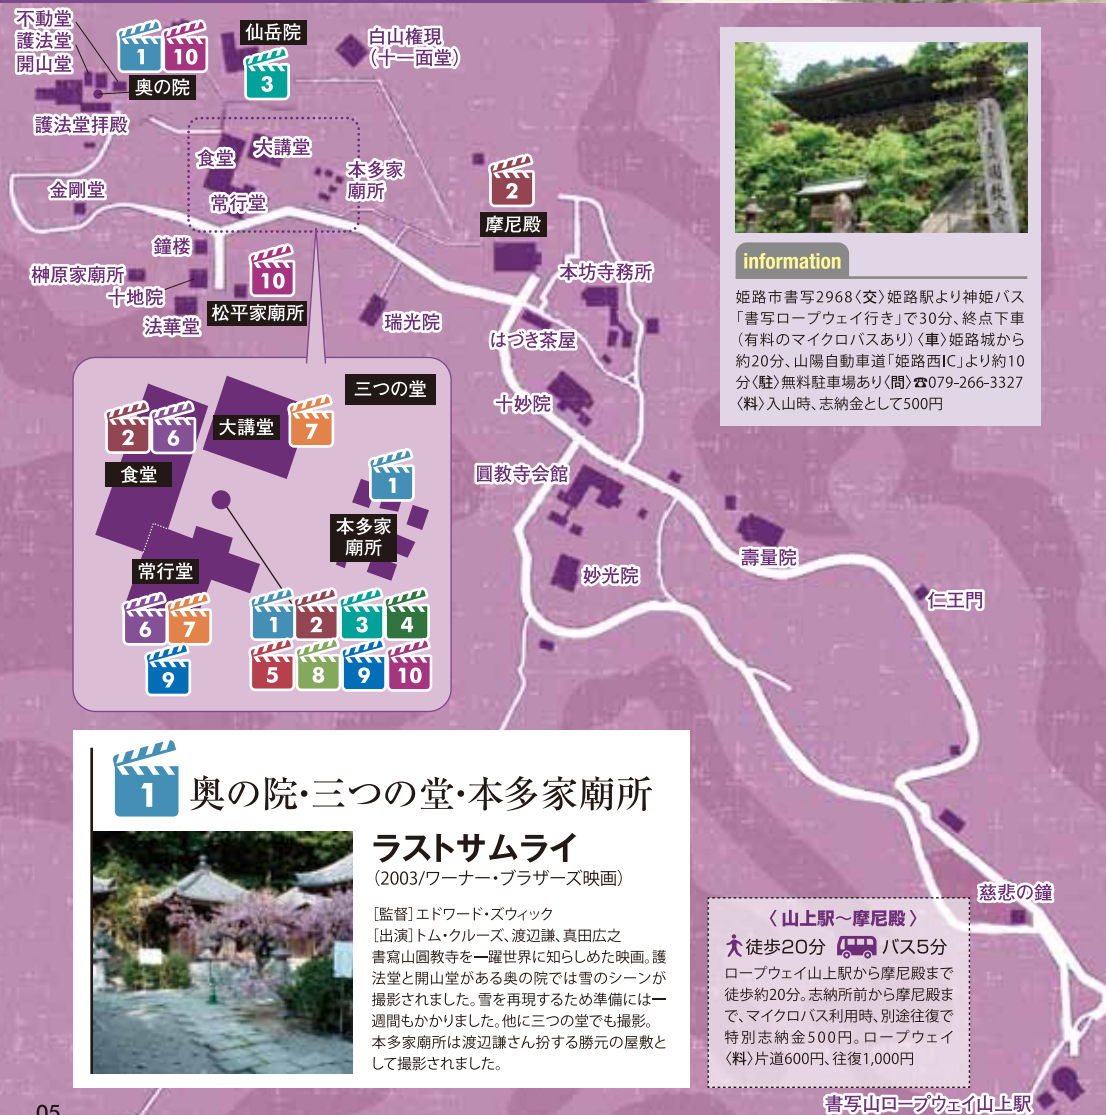 不動堂
護法堂
開山堂
1
10
奥の院
護法堂拝殿
仙岳院
3
白山権現
（十一面堂）
食堂
大講堂
常行堂
本多家
廟所
金剛堂
鐘楼
榊原家廟所
十地院
法華堂
10
松平家廟所
瑞光院
2
摩尼殿
本坊寺務所
はづき茶屋
十妙院
圓教寺会館
妙光院
壽量院
仁王門
慈悲の鐘
書写山ロープウェイ山上駅
information
姫路市書写2968〈交〉姫路駅より神姫バス
「書写ロープウェイ行き」で30分、終点下車
（有料のマイクロバスあり）〈車〉姫路城から
約20分、山陽自動車道「姫路西IC」より約10
分〈駐〉無料駐車場あり〈問〉☎079-266-3327
〈料〉入山時、志納金として500円
三つの堂
2
6
食堂
大講堂
7
1
本多家
廟所
常行堂
6
7
9
1
2
3
4
5
8
9
10
1
奥の院・三つの堂・本多家廟所
ラストサムライ
（2003/ワーナー・ブラザーズ映画）
［監督］エドワード・ズウィック
［出演］トム・クルーズ、渡辺謙、真田広之
書寫山圓教寺を一躍世界に知らしめた映画。護
法堂と開山堂がある奥の院では雪のシーンが
撮影されました。雪を再現するため準備には一
週間もかかりました。他に三つの堂でも撮影。
本多家廟所は渡辺謙さん扮する勝元の屋敷と
して撮影されました。
〈 山上駅～摩尼殿 〉
徒歩20分 バス5分
ロープウェイ山上駅から摩尼殿まで
徒歩約20分。志納所前から摩尼殿ま
で、マイクロバス利用時、別途往復で
特別志納金500円。ロープウェイ
〈料〉片道600円、往復1,000円
05